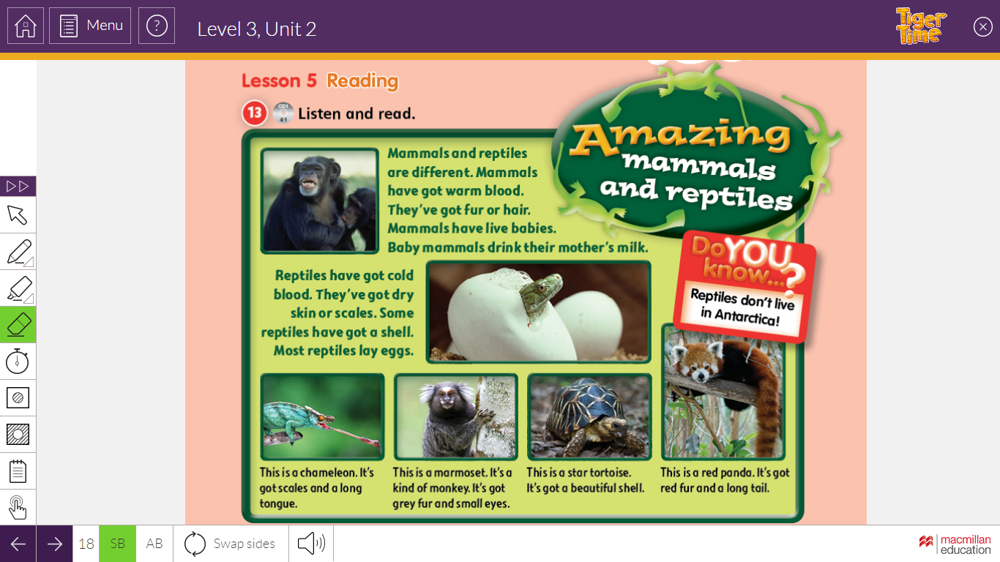 Menu
?
Level 3, Unit 2
Tiger
Time
Lesson 5 Reading
13 CD1 41 Listen and read.
Amazing
mammals
and reptiles
Mammals and reptiles
are different. Mammals
have got warm blood.
They've got fur or hair.
Mammals have live babies.
Baby mammals drink their mother's milk.
Do YOU
know...?
Reptiles don't live
in Antarctica!
Reptiles have got cold
blood. They've got dry
skin or scales. Some
reptiles have got a shell.
Most reptiles lay eggs.
This is a chameleon. It's
got scales and a long
tongue.
This is a marmoset. It's a
kind of monkey. It's got
grey fur and small eyes.
This is a star tortoise.
It's got a beautiful shell.
This is a red panda. It's got
red fur and a long tail.
18 SB AB Swap sides
macmillan
education